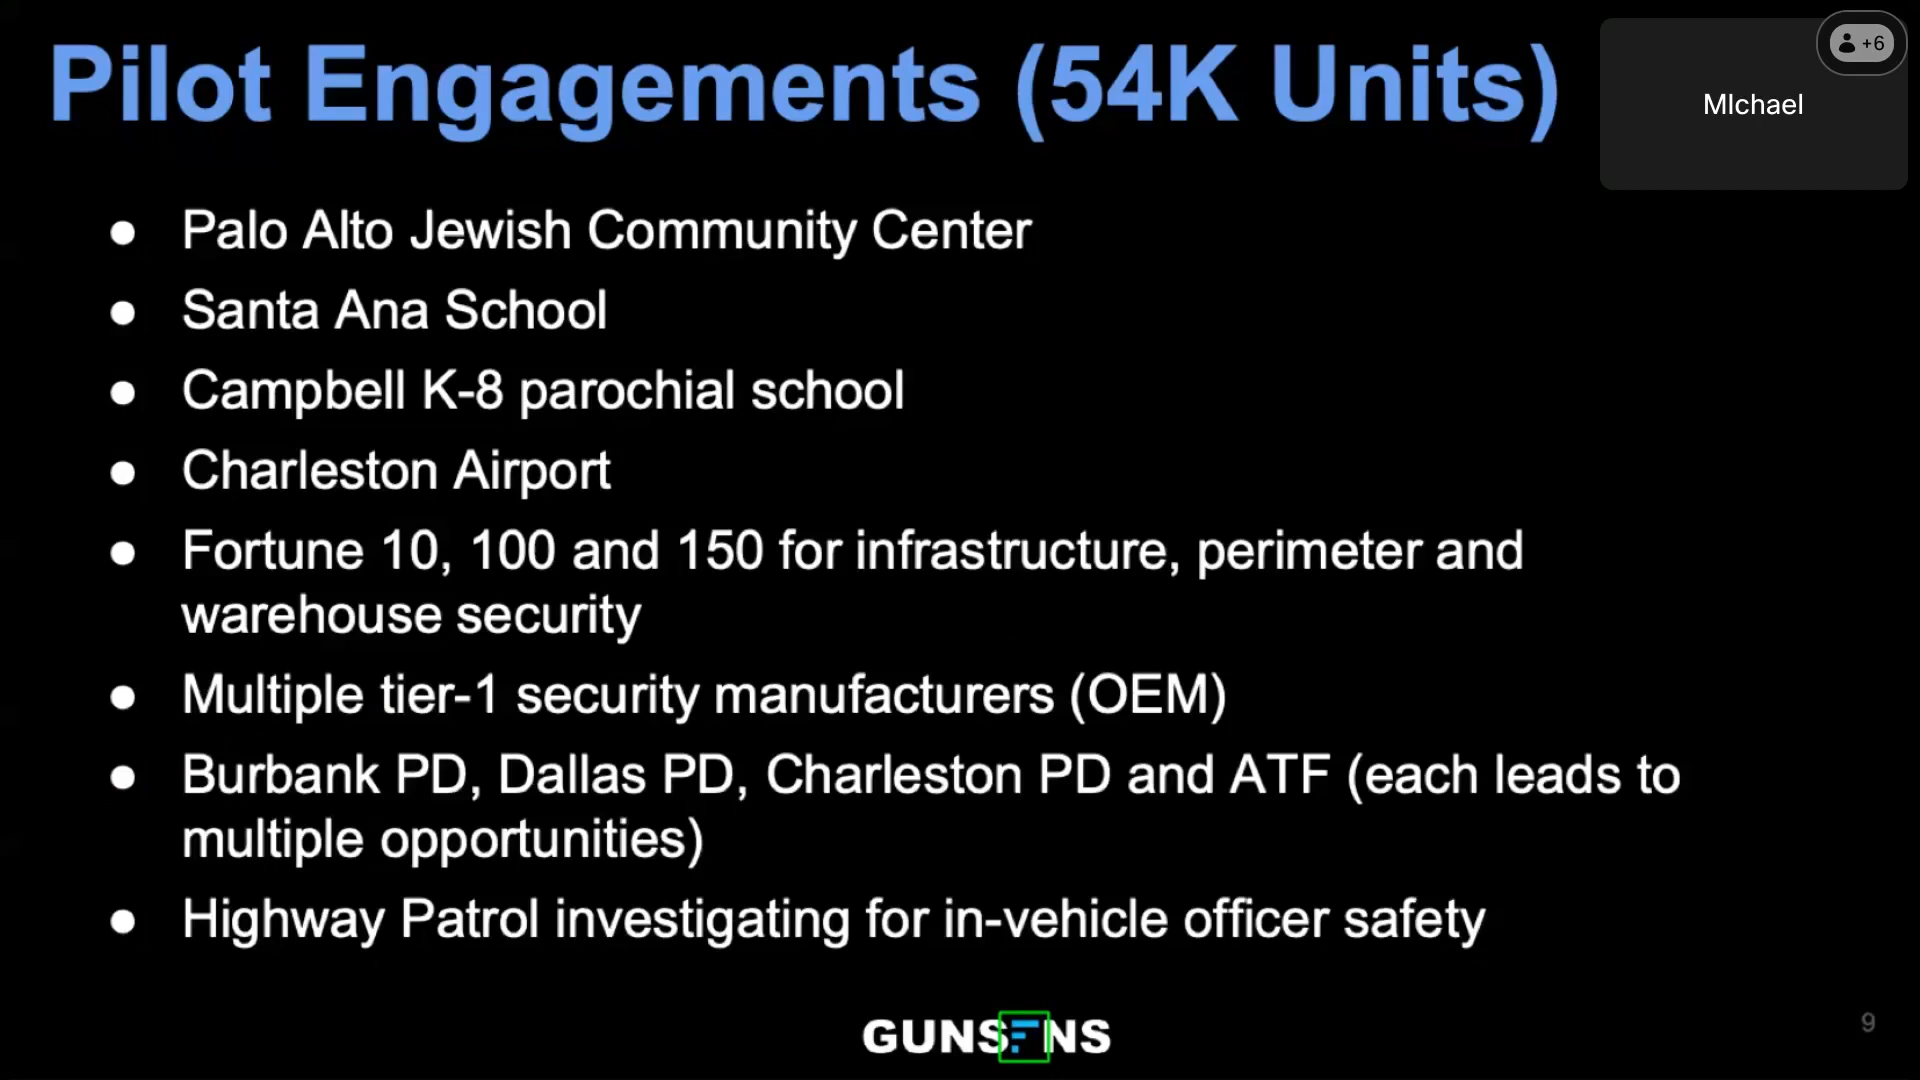 Pilot Engagements (54K Units)
+6
MIchael
● Palo Alto Jewish Community Center
● Santa Ana School
● Campbell K-8 parochial school
● Charleston Airport
● Fortune 10, 100 and 150 for infrastructure, perimeter and
warehouse security
● Multiple tier-1 security manufacturers (OEM)
● Burbank PD, Dallas PD, Charleston PD and ATF (each leads to
multiple opportunities)
● Highway Patrol investigating for in-vehicle officer safety
GUNSENS
9